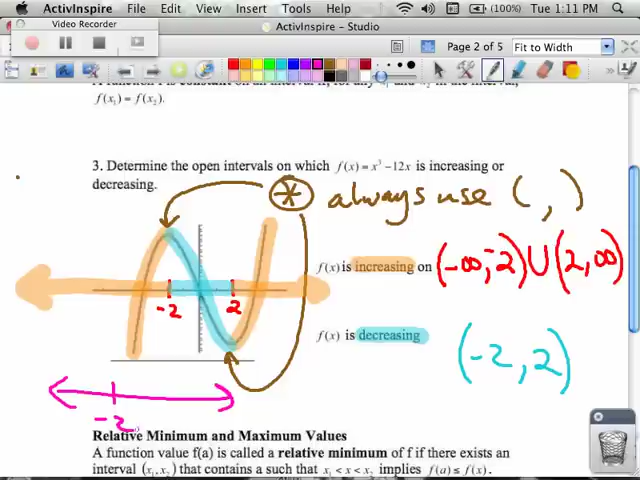 ActivInspire File Edit View Insert Tools Help (100%) Tue 1:11 PM
Video Recorder
ActivInspire - Studio
Page 2 of 5 Fit to Width
f(x₁) = f(x₂).
3. Determine the open intervals on which f(x) = x³ −12x is increasing or
decreasing.
* always use ( , )
f(x) is increasing on (-∞, -2) U (2, ∞)
-2 2
f(x) is decreasing (-2, 2)
-2
Relative Minimum and Maximum Values
A function value f(a) is called a relative minimum of f if there exists an
interval (x₁, x₂) that contains a such that x₁ < x < x₂ implies f(a) ≤ f(x).